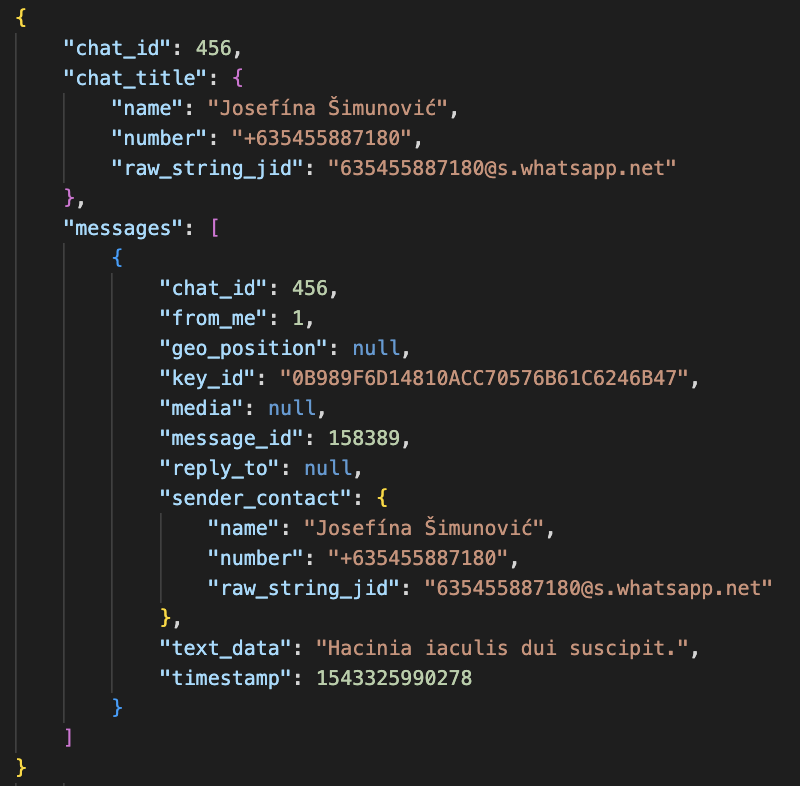 {
    "chat_id": 456,
    "chat_title": {
        "name": "Josefína Šimunović",
        "number": "+635455887180",
        "raw_string_jid": "635455887180@s.whatsapp.net"
    },
    "messages": [
        {
            "chat_id": 456,
            "from_me": 1,
            "geo_position": null,
            "key_id": "0B989F6D14810ACC70576B61C6246B47",
            "media": null,
            "message_id": 158389,
            "reply_to": null,
            "sender_contact": {
                "name": "Josefína Šimunović",
                "number": "+635455887180",
                "raw_string_jid": "635455887180@s.whatsapp.net"
            },
            "text_data": "Hacinia iaculis dui suscipit.",
            "timestamp": 1543325990278
        }
    ]
}